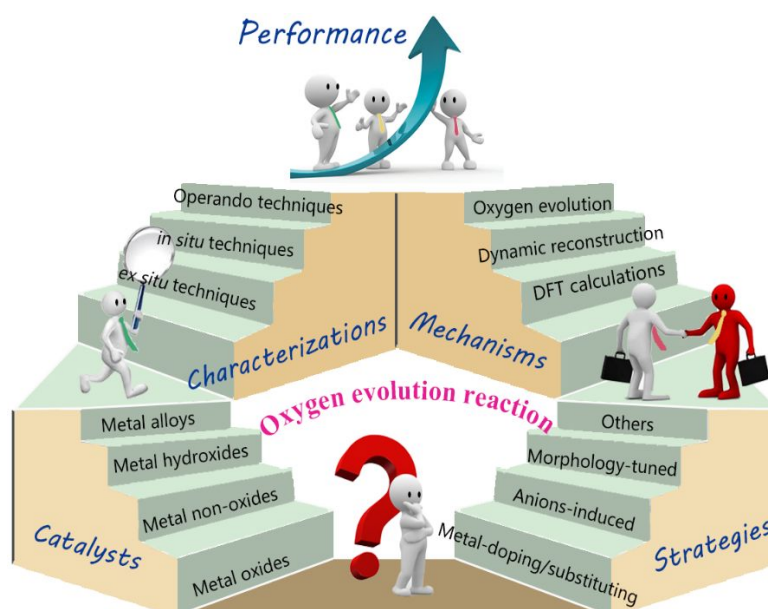 Performance
Operando techniques
in situ techniques
ex situ techniques
Characterizations
Oxygen evolution
Dynamic reconstruction
DFT calculations
Mechanisms
Oxygen evolution reaction
Metal alloys
Metal hydroxides
Metal non-oxides
Metal oxides
Catalysts
Others
Morphology-tuned
Anions-induced
Metal-doping/substituting
Strategies
?